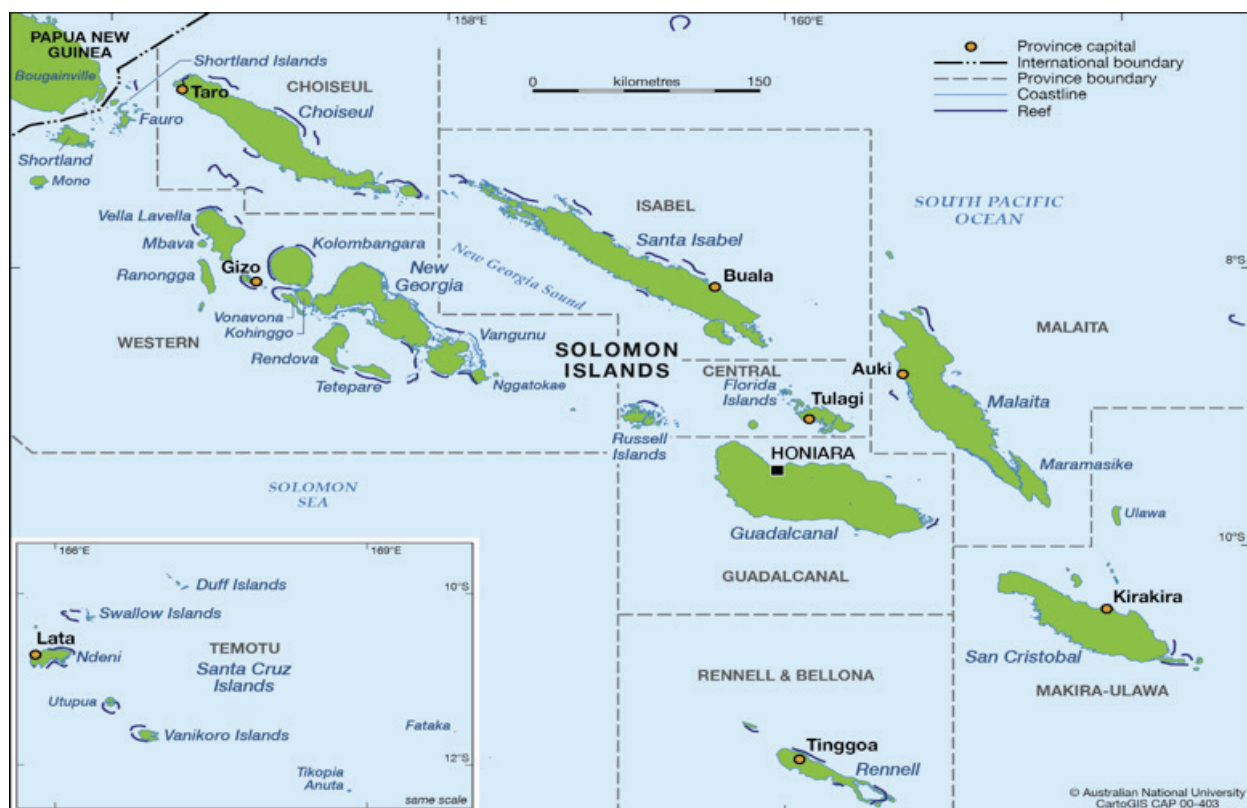 158°E
160°E
PAPUA NEW
GUINEA
Bougainville
Shortland Islands
CHOISEUL
Taro
Choiseul
Fauro
Shortland
Mono
0
kilometres
150
Province capital
International boundary
Province boundary
Coastline
Reef
Vella Lavella
Mbava
Ranongga
Gizo
Kolombangara
New
Georgia
Vonavona
Kohinggo
WESTERN
Rendova
Tetepare
Vangunu
Nggatokae
New Georgia Sound
ISABEL
Santa Isabel
Buala
SOUTH PACIFIC
OCEAN
8°S
SOLOMON
ISLANDS
CENTRAL
Florida
Islands
Tulagi
Russell
Islands
MALAITA
Auki
Malaita
Maramasike
HONIARA
Guadalcanal
GUADALCANAL
SOLOMON
SEA
Ulawa
10°S
Kirakira
San Cristobal
MAKIRA-ULAWA
RENNELL & BELLONA
Tinggoa
Rennell
166°E
169°E
Duff Islands
10°S
Swallow Islands
Lata
Ndeni
TEMOTU
Santa Cruz
Islands
Utupua
Vanikoro Islands
Fataka
Tikopia
Anuta
12°S
same scale
© Australian National University
CartoGIS CAP 00-403